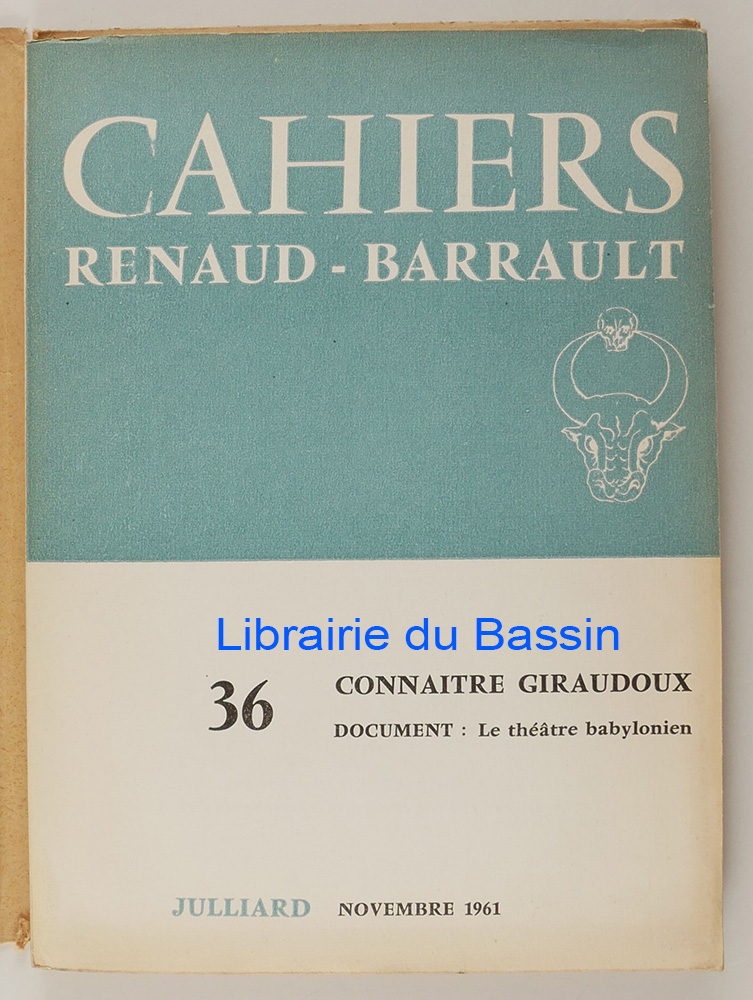 CAHIERS
RENAUD - BARRAULT
Librairie du Bassin
36 CONNAITRE GIRAUDOUX
DOCUMENT : Le théâtre babylonien
JULLIARD NOVEMBRE 1961